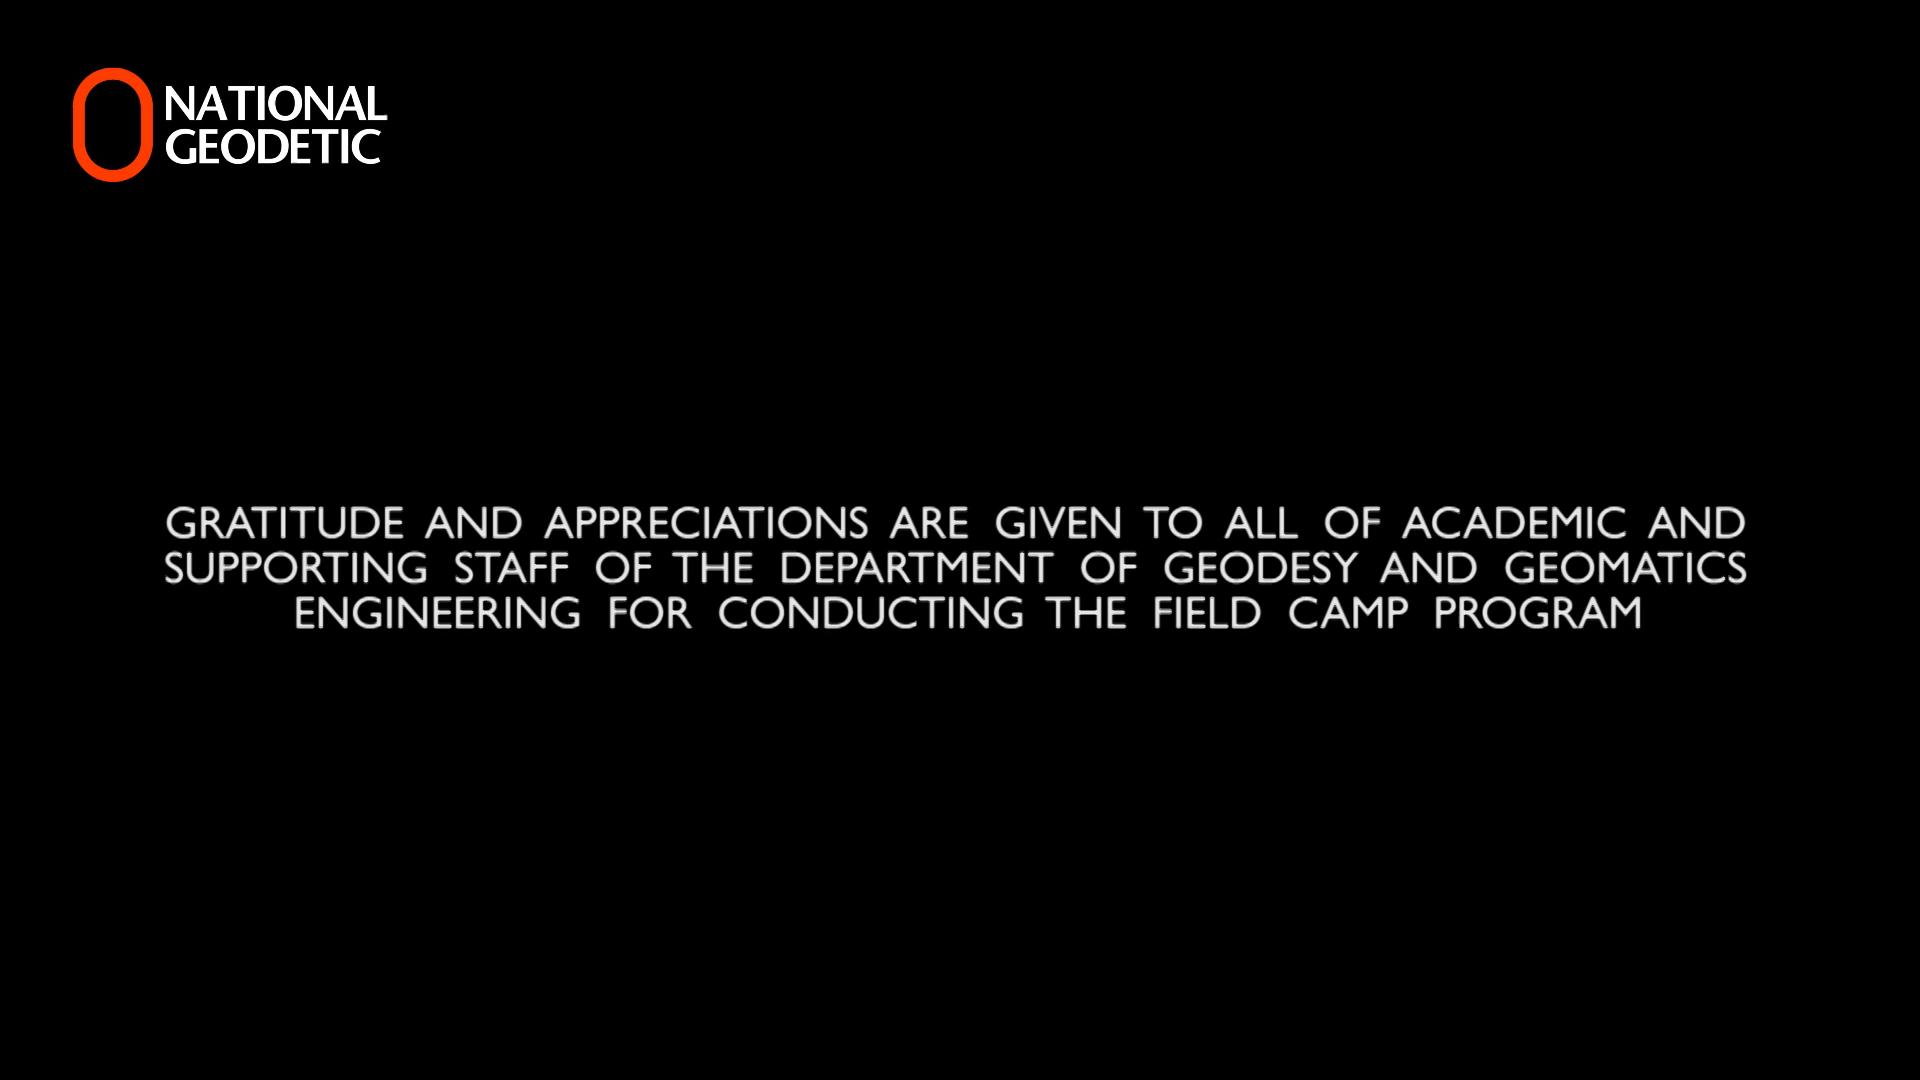 NATIONAL
GEODETIC
GRATITUDE AND APPRECIATIONS ARE GIVEN TO ALL OF ACADEMIC AND
SUPPORTING STAFF OF THE DEPARTMENT OF GEODESY AND GEOMATICS
ENGINEERING FOR CONDUCTING THE FIELD CAMP PROGRAM